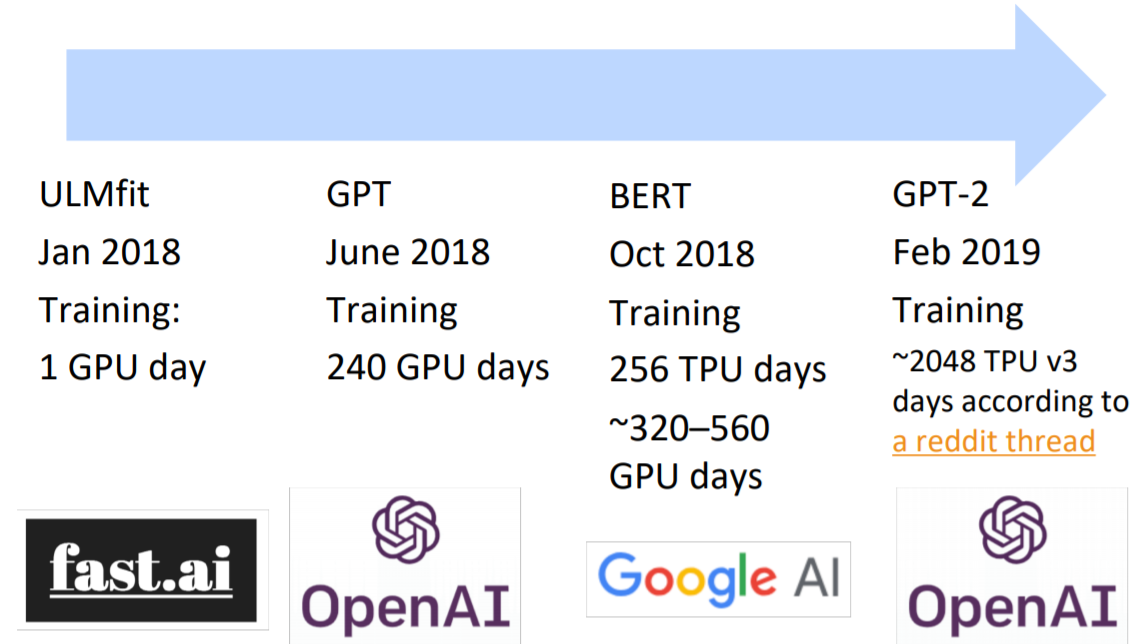 ULMfit
Jan 2018
Training:
1 GPU day
GPT
June 2018
Training
240 GPU days
BERT
Oct 2018
Training
256 TPU days
~320–560
GPU days
GPT-2
Feb 2019
Training
~2048 TPU v3
days according to
a reddit thread
fast.ai
OpenAI
Google AI
OpenAI